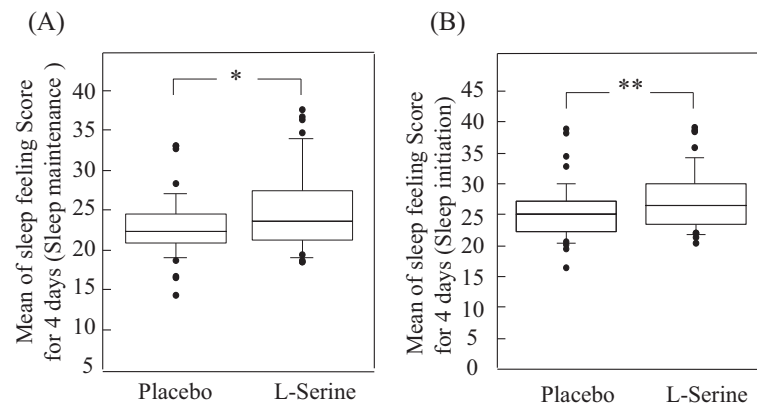 (A)
Mean of sleep feeling Score
for 4 days (Sleep maintenance )
40
35
30
25
20
15
10
5
*
Placebo
L-Serine
(B)
Mean of sleep feeling Score
for 4 days (Sleep initiation)
45
40
35
30
25
20
15
10
5
0
**
Placebo
L-Serine